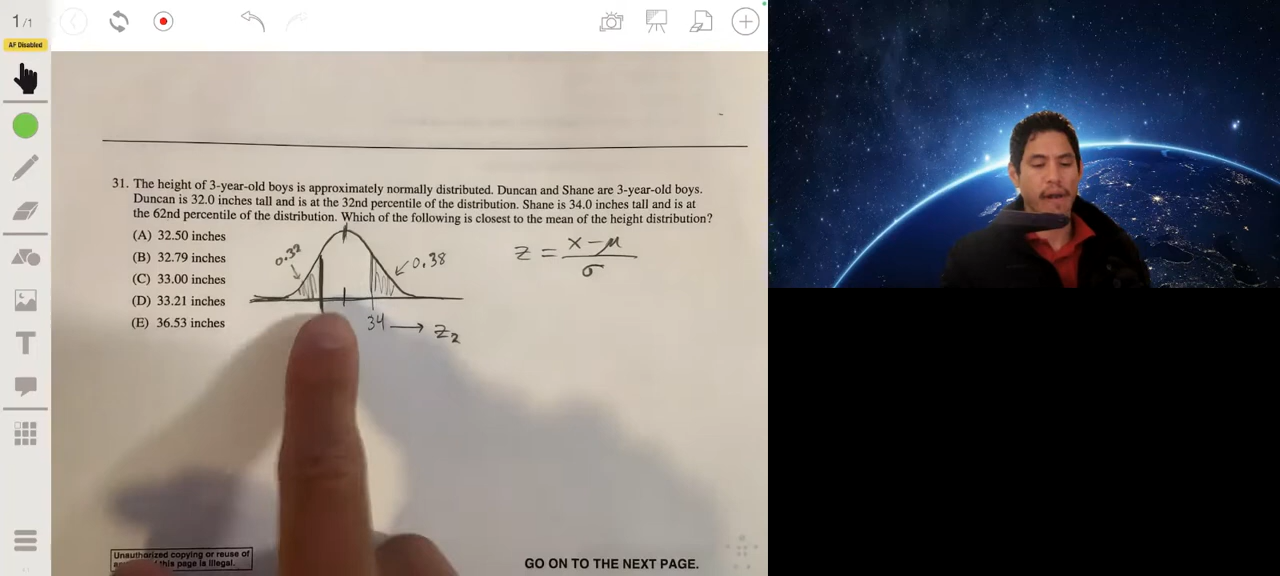 1/1
AF Disabled
31. The height of 3-year-old boys is approximately normally distributed. Duncan and Shane are 3-year-old boys.
Duncan is 32.0 inches tall and is at the 32nd percentile of the distribution. Shane is 34.0 inches tall and is at
the 62nd percentile of the distribution. Which of the following is closest to the mean of the height distribution?
(A) 32.50 inches
(B) 32.79 inches
(C) 33.00 inches
(D) 33.21 inches
(E) 36.53 inches
0.32
0.38
34 → Z₂
Z = x-μ / σ
Unauthorized copying or reuse of
this page is illegal.
GO ON TO THE NEXT PAGE.